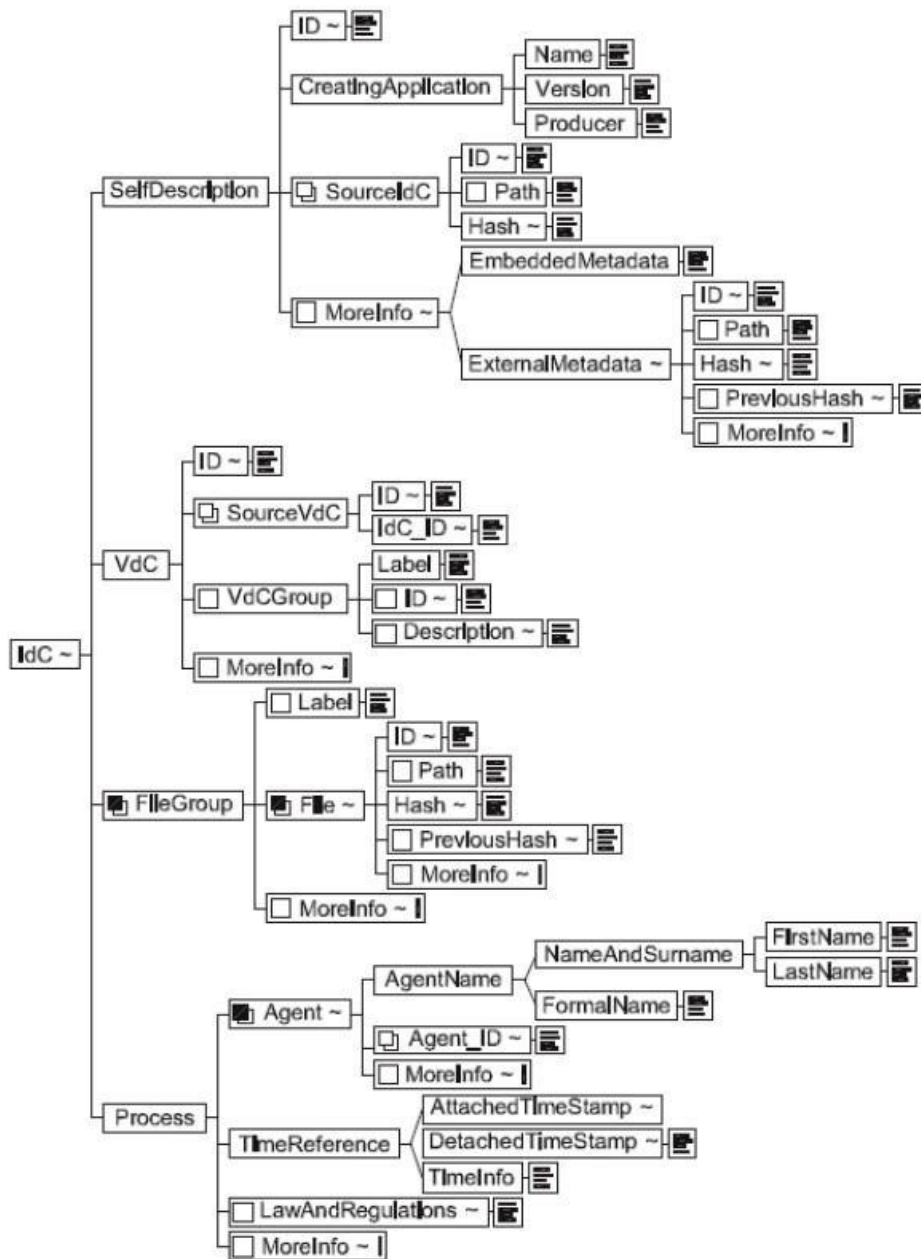 ID ~
CreatingApplication
Name
Version
Producer
SelfDescription
SourceIdC
ID ~
Path
Hash ~
MoreInfo ~
EmbeddedMetadata
ExternalMetadata ~
ID ~
Path
Hash ~
PreviousHash ~
MoreInfo ~
IdC ~
VdC
ID ~
SourceVdC
ID ~
IdC_ID ~
VdCGroup
Label
ID ~
Description ~
MoreInfo ~
FileGroup
Label
File ~
ID ~
Path
Hash ~
PreviousHash ~
MoreInfo ~
MoreInfo ~
Process
Agent ~
AgentName
NameAndSurname
FirstName
LastName
FormalName
Agent_ID ~
MoreInfo ~
TimeReference
AttachedTimeStamp ~
DetachedTimeStamp ~
TimeInfo
LawAndRegulations ~
MoreInfo ~